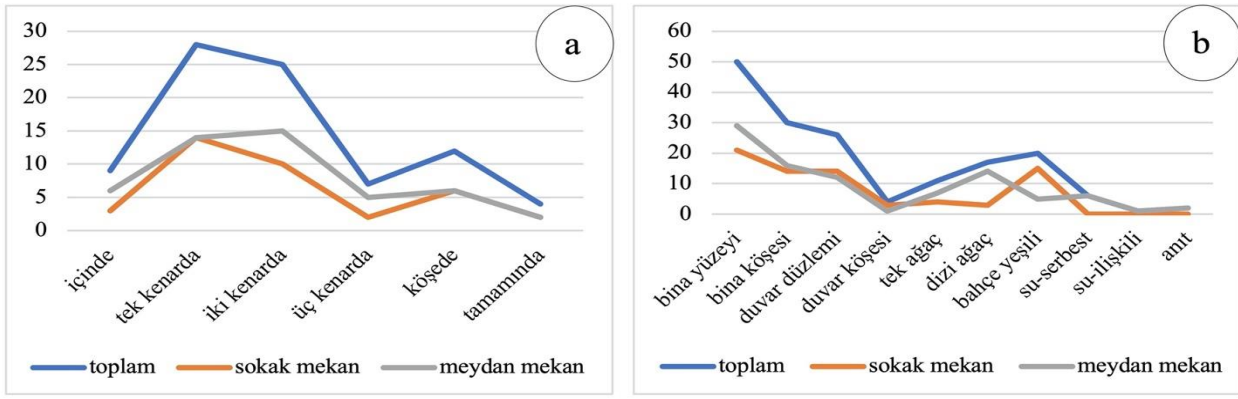 a
30
25
20
15
10
5
0
içinde
tek kenarda
iki kenarda
üç kenarda
köşede
tamamında
toplam sokak mekan meydan mekan
b
60
50
40
30
20
10
0
bina yüzeyi
bina köşesi
duvar düzlemi
duvar köşesi
tek ağaç
dizi ağaç
bahçe yeşili
su-serbest
su-ilişkili
anıt
toplam sokak mekan meydan mekan